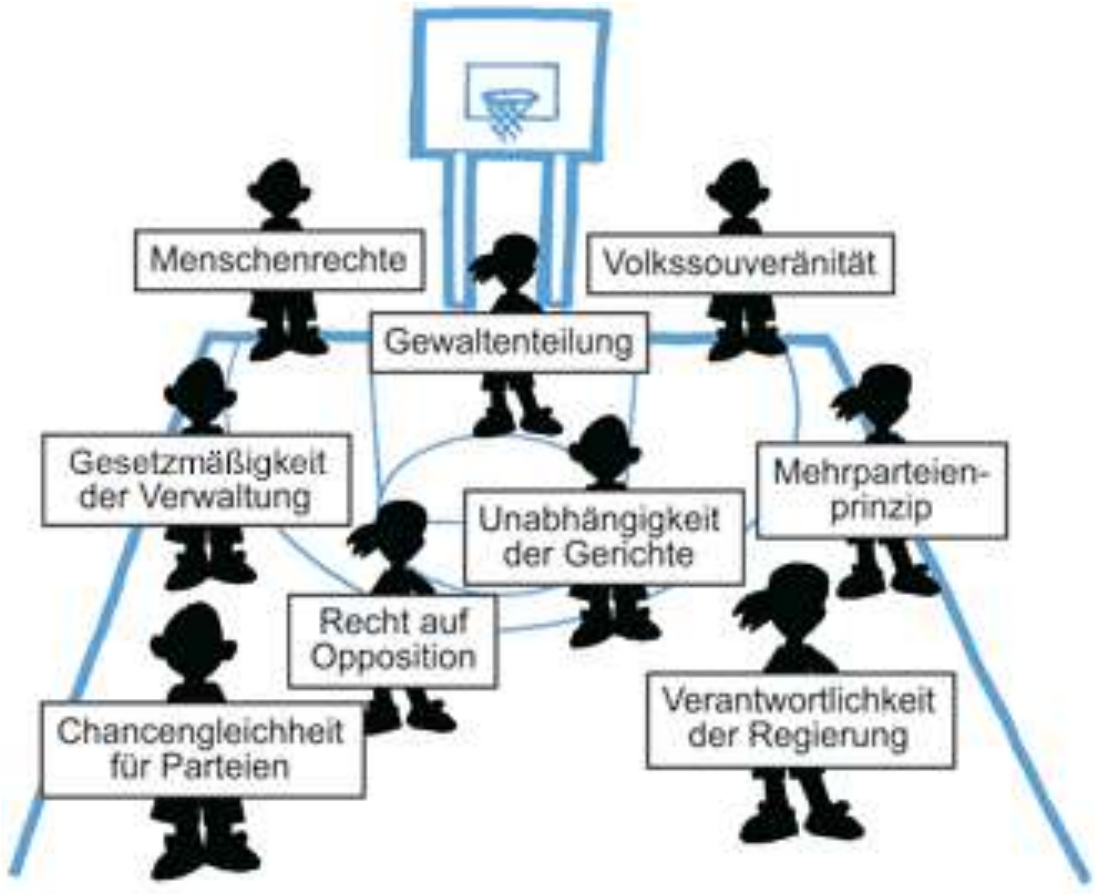 Menschenrechte
Volkssouveränität
Gewaltenteilung
Gesetzmäßigkeit
der Verwaltung
Mehrparteien-
prinzip
Unabhängigkeit
der Gerichte
Recht auf
Opposition
Chancengleichheit
für Parteien
Verantwortlichkeit
der Regierung